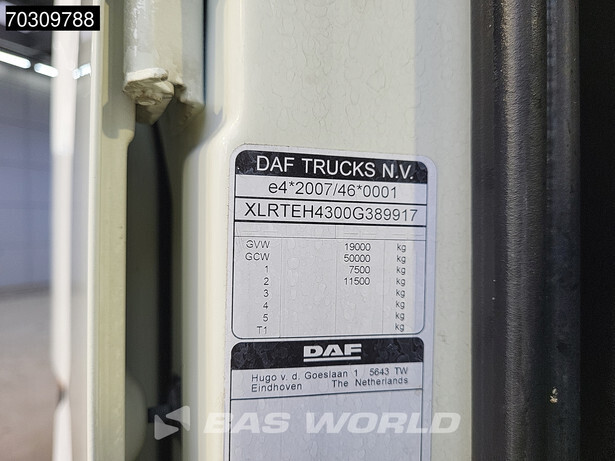 70309788
DAF TRUCKS N.V.
e4*2007/46*0001
XLRTEH4300G389917
GVW 19000 kg
GCW 50000 kg
1 7500 kg
2 11500 kg
3 kg
4 kg
5 kg
T1 kg
DAF
Hugo v. d. Goeslaan 1 5643 TW
Eindhoven The Netherlands
BAS WORLD